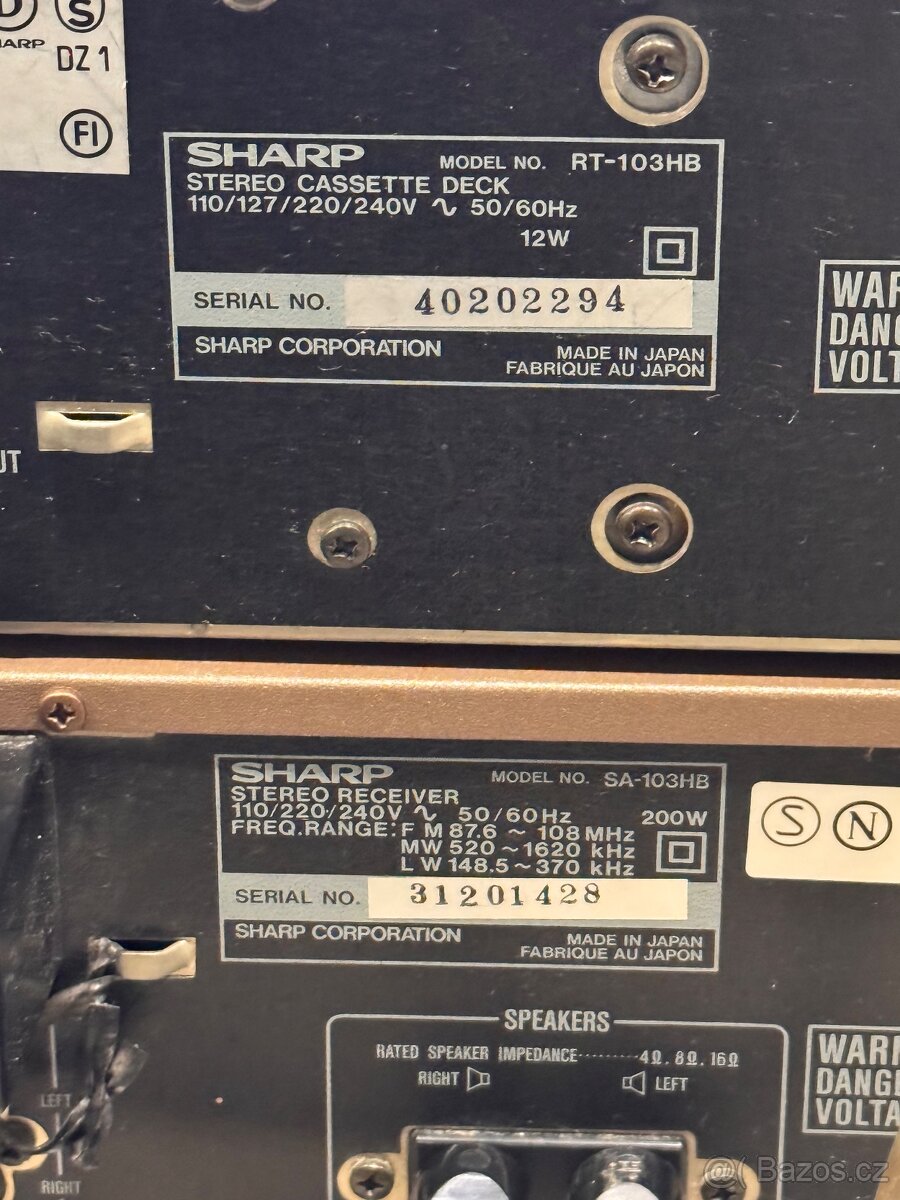 D S
SHARP
DZ 1
FI
SHARP MODEL NO. RT-103HB
STEREO CASSETTE DECK
110/127/220/240V ∿ 50/60Hz
12W
SERIAL NO. 40202294
SHARP CORPORATION
MADE IN JAPAN
FABRIQUE AU JAPON
SHARP MODEL NO. SA-103HB
STEREO RECEIVER
110/220/240V ∿ 50/60Hz 200W
FREQ.RANGE: FM 87.6 ~ 108 MHz
MW 520 ~ 1620 kHz
LW 148.5 ~ 370 kHz
SERIAL NO. 31201428
SHARP CORPORATION
MADE IN JAPAN
FABRIQUE AU JAPON
S N
SPEAKERS
RATED SPEAKER IMPEDANCE·······4Ω. 8Ω. 16Ω
RIGHT LEFT
LEFT
RIGHT
@ Bazos.cz